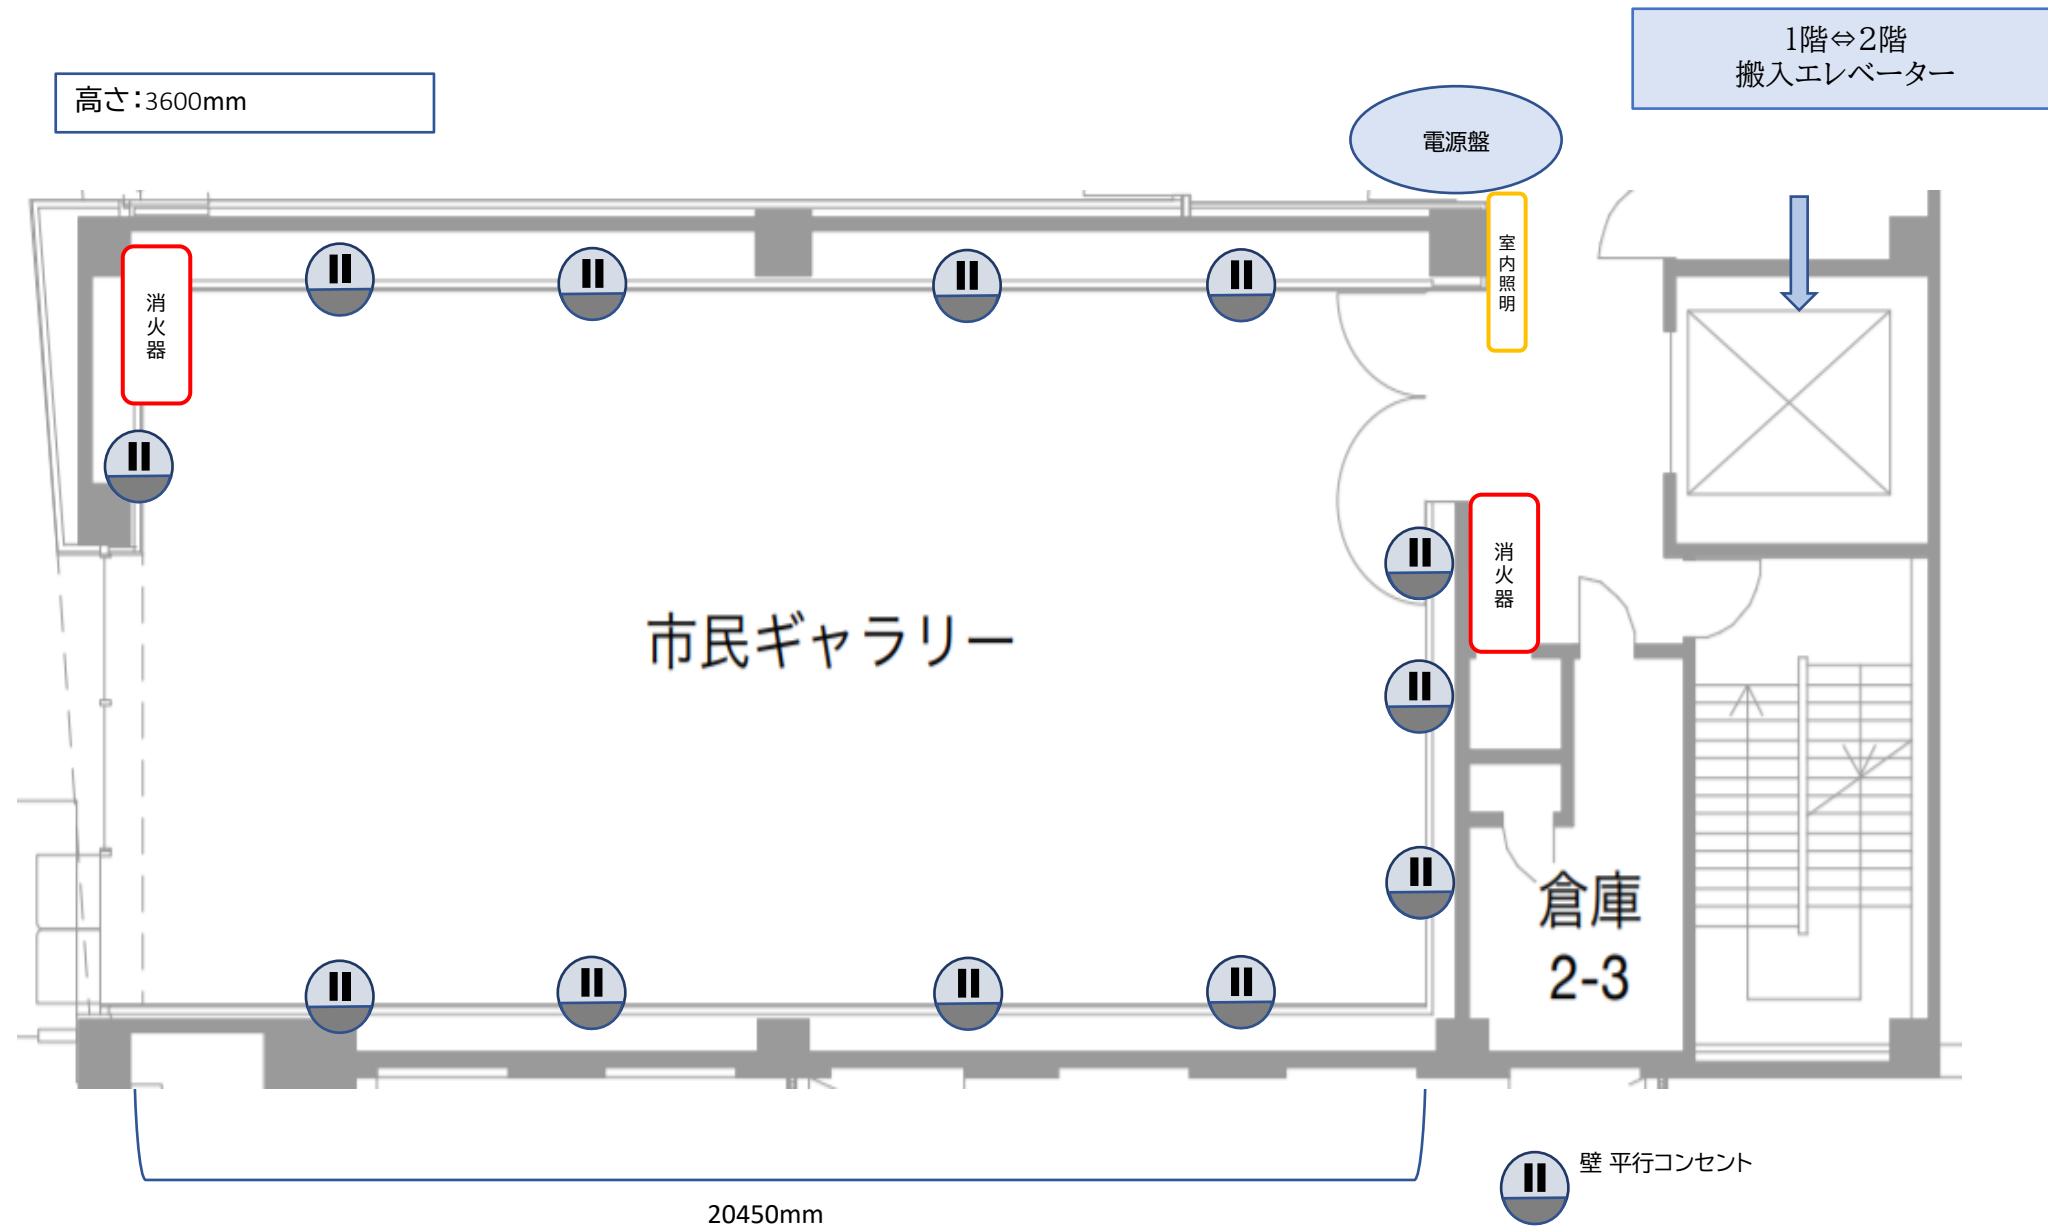 1階⇔2階
搬入エレベーター
高さ：3600mm
電源盤
室内照明
消火器
消火器
市民ギャラリー
倉庫
2-3
壁 平行コンセント
20450mm